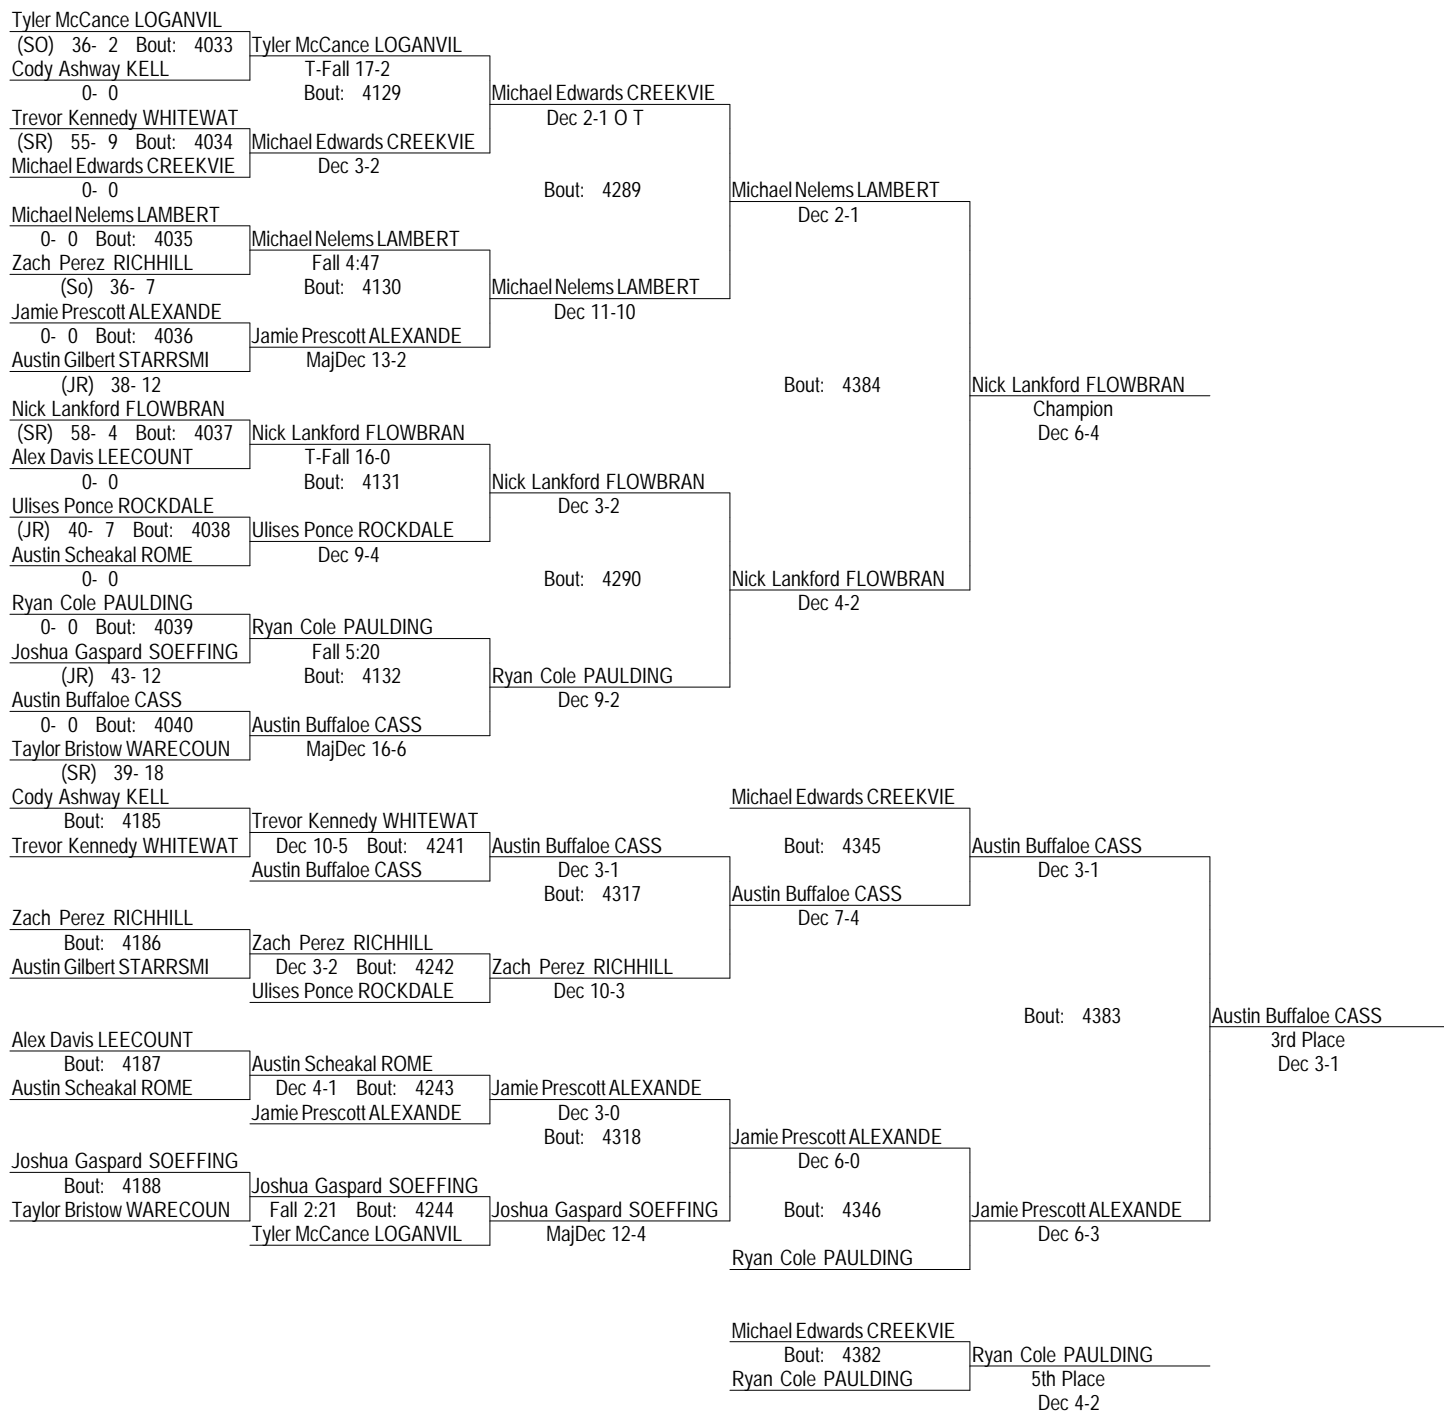 Tyler McCance LOGANVIL
(SO) 36- 2 Bout: 4033 Tyler McCance LOGANVIL
Cody Ashway KELL T-Fall 17-2
0- 0 Bout: 4129 Michael Edwards CREEKVIE
Trevor Kennedy WHITEWAT Dec 2-1 O T
(SR) 55- 9 Bout: 4034 Michael Edwards CREEKVIE
Michael Edwards CREEKVIE Dec 3-2
0- 0 Bout: 4289 Michael Nelems LAMBERT
Michael Nelems LAMBERT Dec 2-1
0- 0 Bout: 4035 Michael Nelems LAMBERT
Zach Perez RICHHILL Fall 4:47
(So) 36- 7 Bout: 4130 Michael Nelems LAMBERT
Jamie Prescott ALEXANDE Dec 11-10
0- 0 Bout: 4036 Jamie Prescott ALEXANDE
Austin Gilbert STARRSMI MajDec 13-2
(JR) 38- 12 Bout: 4384 Nick Lankford FLOWBRAN
Nick Lankford FLOWBRAN Champion
(SR) 58- 4 Bout: 4037 Nick Lankford FLOWBRAN Dec 6-4
Alex Davis LEECOUNT T-Fall 16-0
0- 0 Bout: 4131 Nick Lankford FLOWBRAN
Ulises Ponce ROCKDALE Dec 3-2
(JR) 40- 7 Bout: 4038 Ulises Ponce ROCKDALE
Austin Scheakal ROME Dec 9-4
0- 0 Bout: 4290 Nick Lankford FLOWBRAN
Ryan Cole PAULDING Dec 4-2
0- 0 Bout: 4039 Ryan Cole PAULDING
Joshua Gaspard SOEFFING Fall 5:20
(JR) 43- 12 Bout: 4132 Ryan Cole PAULDING
Austin Buffaloe CASS Dec 9-2
0- 0 Bout: 4040 Austin Buffaloe CASS
Taylor Bristow WARECOUN MajDec 16-6
(SR) 39- 18
Cody Ashway KELL Michael Edwards CREEKVIE
Bout: 4185 Trevor Kennedy WHITEWAT
Trevor Kennedy WHITEWAT Dec 10-5 Bout: 4241 Austin Buffaloe CASS Bout: 4345 Austin Buffaloe CASS
Austin Buffaloe CASS Dec 3-1 Dec 3-1
Bout: 4317 Austin Buffaloe CASS
Zach Perez RICHHILL Dec 7-4
Bout: 4186 Zach Perez RICHHILL
Austin Gilbert STARRSMI Dec 3-2 Bout: 4242 Zach Perez RICHHILL
Ulises Ponce ROCKDALE Dec 10-3
Bout: 4383 Austin Buffaloe CASS
Alex Davis LEECOUNT 3rd Place
Bout: 4187 Austin Scheakal ROME Dec 3-1
Austin Scheakal ROME Dec 4-1 Bout: 4243 Jamie Prescott ALEXANDE
Jamie Prescott ALEXANDE Dec 3-0
Bout: 4318 Jamie Prescott ALEXANDE
Joshua Gaspard SOEFFING Dec 6-0
Bout: 4188 Joshua Gaspard SOEFFING
Taylor Bristow WARECOUN Fall 2:21 Bout: 4244 Joshua Gaspard SOEFFING Bout: 4346 Jamie Prescott ALEXANDE
Tyler McCance LOGANVIL MajDec 12-4 Dec 6-3
Ryan Cole PAULDING
Michael Edwards CREEKVIE
Bout: 4382 Ryan Cole PAULDING
Ryan Cole PAULDING 5th Place
Dec 4-2